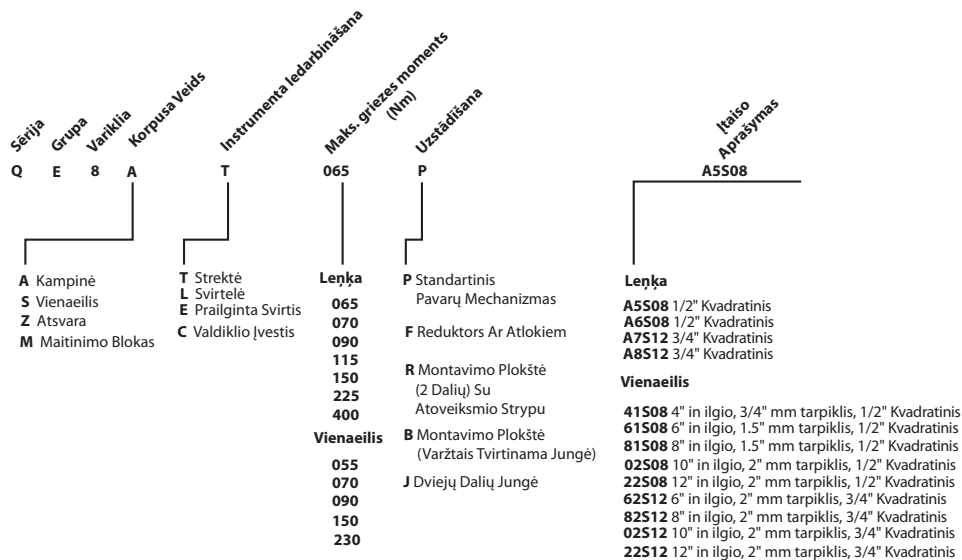 Sērija
Grupa
Variklia
Korpusa Veids
Instrumenta Iedarbināšana
Maks. griezes moments
(Nm)
Uzstādīšana
Įtaiso
Aprašymas
Q E 8 A T 065 P A5S08
A Kampinė
S Vienaeilis
Z Atsvara
M Maitinimo Blokas
T Strektė
L Svirtelė
E Prailginta Svirtis
C Valdiklio Įvestis
Leņķa
065
070
090
115
150
225
400
Vienaeilis
055
070
090
150
230
P Standartinis
Pavarų Mechanizmas
F Reduktors Ar Atlokiem
R Montavimo Plokštė
(2 Dalių) Su
Atoveiksmio Strypu
B Montavimo Plokštė
(Varžtais Tvirtinama Jungė)
J Dviejų Dalių Jungė
Leņķa
A5S08 1/2" Kvadratinis
A6S08 1/2" Kvadratinis
A7S12 3/4" Kvadratinis
A8S12 3/4" Kvadratinis
Vienaeilis
41S08 4" in ilgio, 3/4" mm tarpiklis, 1/2" Kvadratinis
61S08 6" in ilgio, 1.5" mm tarpiklis, 1/2" Kvadratinis
81S08 8" in ilgio, 1.5" mm tarpiklis, 1/2" Kvadratinis
02S08 10" in ilgio, 2" mm tarpiklis, 1/2" Kvadratinis
22S08 12" in ilgio, 2" mm tarpiklis, 1/2" Kvadratinis
62S12 6" in ilgio, 2" mm tarpiklis, 3/4" Kvadratinis
82S12 8" in ilgio, 2" mm tarpiklis, 3/4" Kvadratinis
02S12 10" in ilgio, 2" mm tarpiklis, 3/4" Kvadratinis
22S12 12" in ilgio, 2" mm tarpiklis, 3/4" Kvadratinis